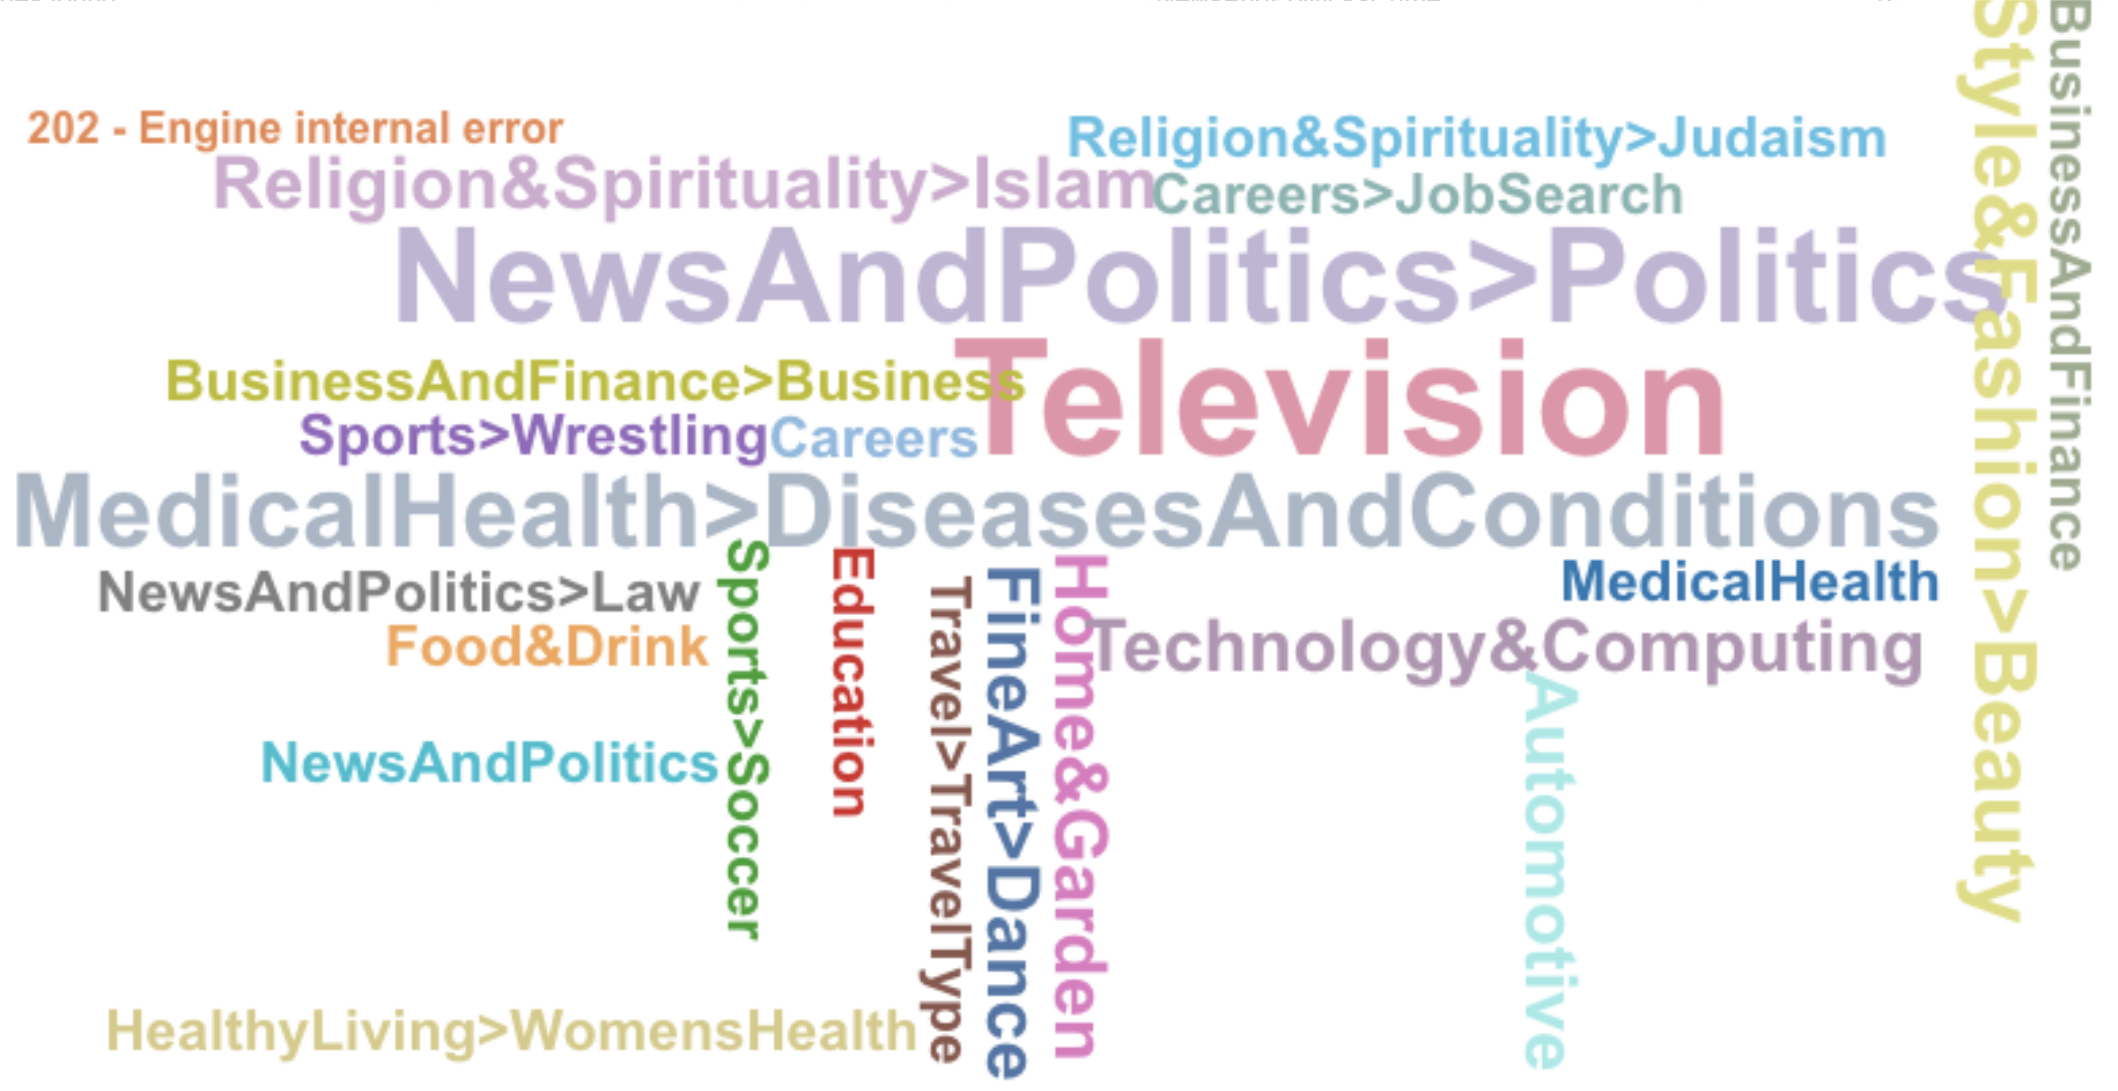 202 - Engine internal error
Religion&Spirituality>Judaism
Religion&Spirituality>Islam
Careers>JobSearch
NewsAndPolitics>Politics
Style&Fashion>Beauty
BusinessAndFinance
Television
BusinessAndFinance>Business
Sports>Wrestling
Careers
MedicalHealth>DiseasesAndConditions
NewsAndPolitics>Law
Sports>Soccer
Education
Travel>TravelType
FineArt>Dance
Home&Garden
MedicalHealth
Food&Drink
Technology&Computing
Automotive
NewsAndPolitics
HealthyLiving>WomensHealth